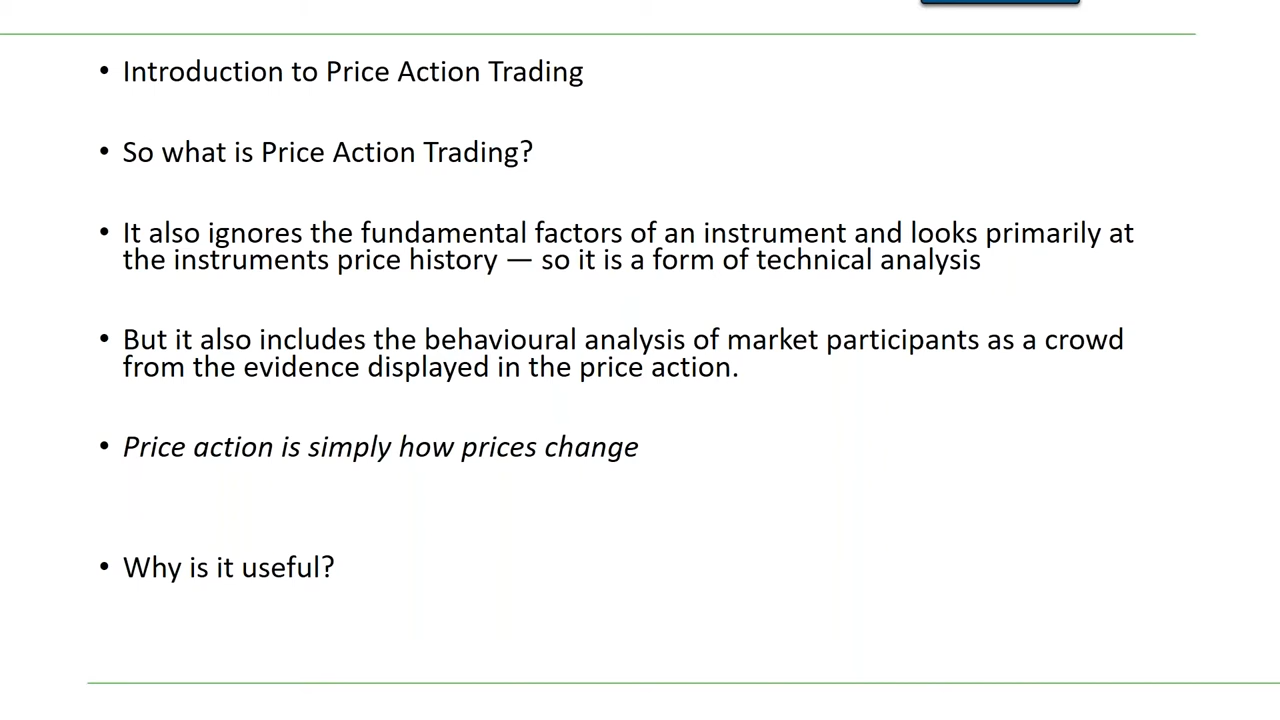 • Introduction to Price Action Trading
• So what is Price Action Trading?
• It also ignores the fundamental factors of an instrument and looks primarily at
the instruments price history — so it is a form of technical analysis
• But it also includes the behavioural analysis of market participants as a crowd
from the evidence displayed in the price action.
• Price action is simply how prices change
• Why is it useful?